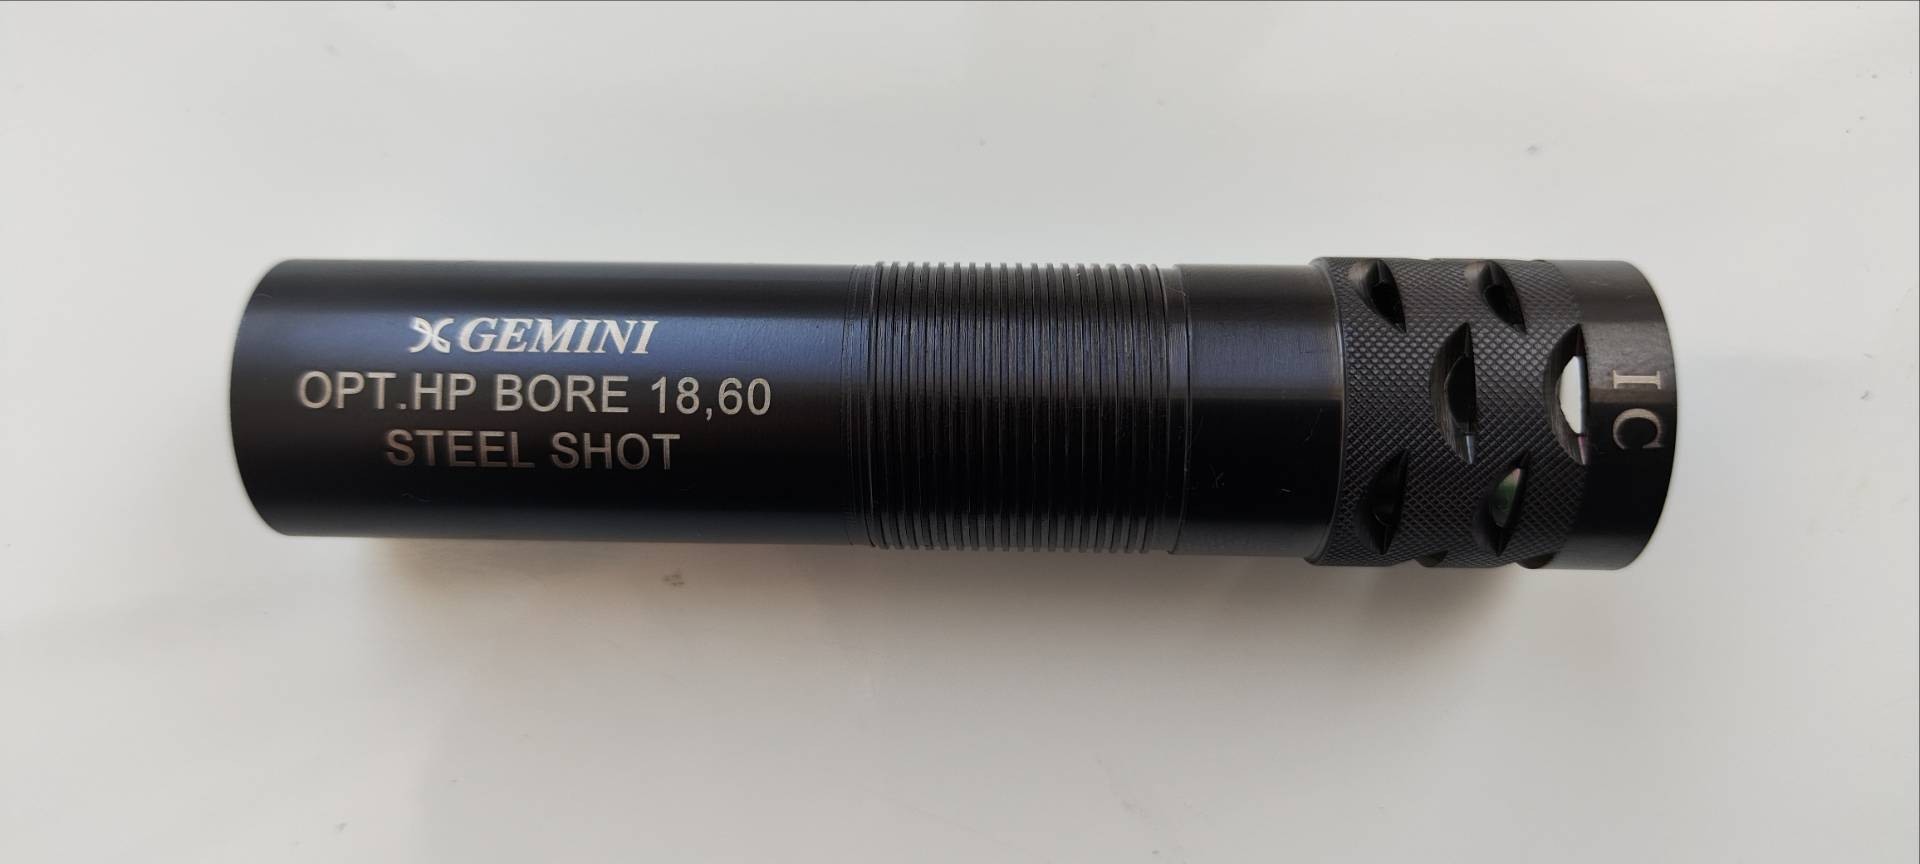 GEMINI
OPT.HP BORE 18,60
STEEL SHOT
IC